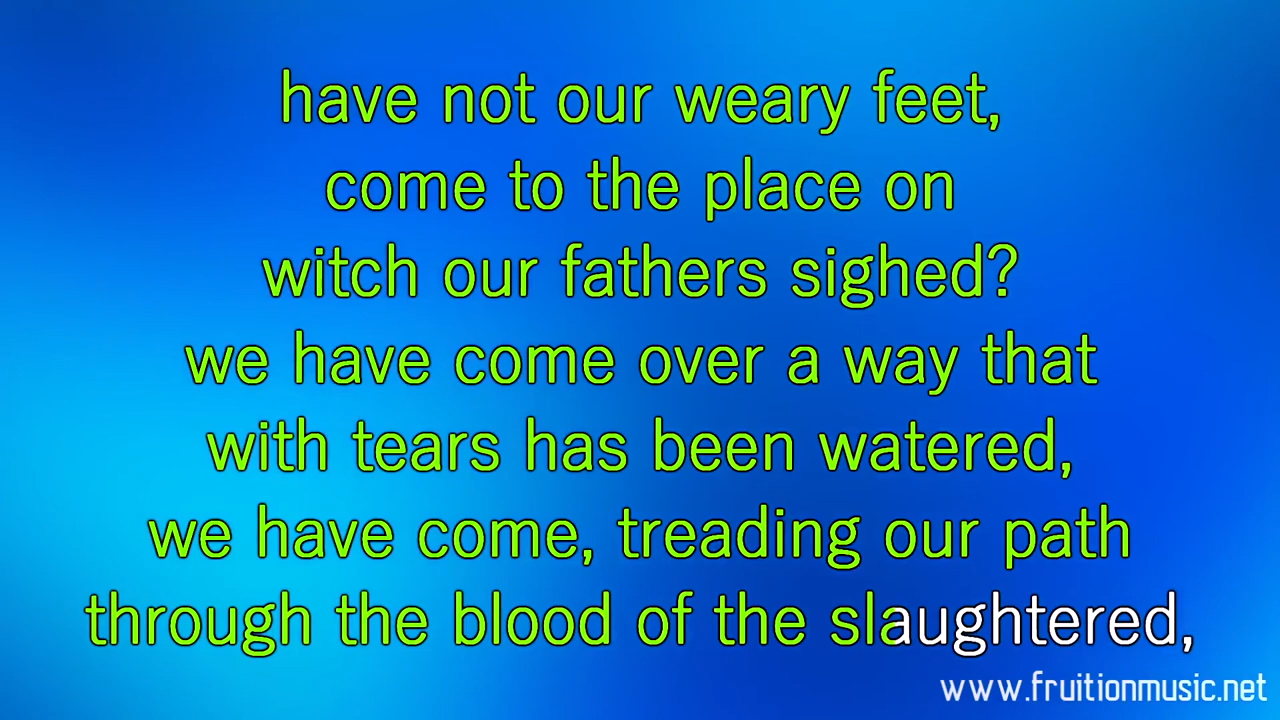 have not our weary feet,
come to the place on
witch our fathers sighed?
we have come over a way that
with tears has been watered,
we have come, treading our path
through the blood of the slaughtered,
www.fruitionmusic.net